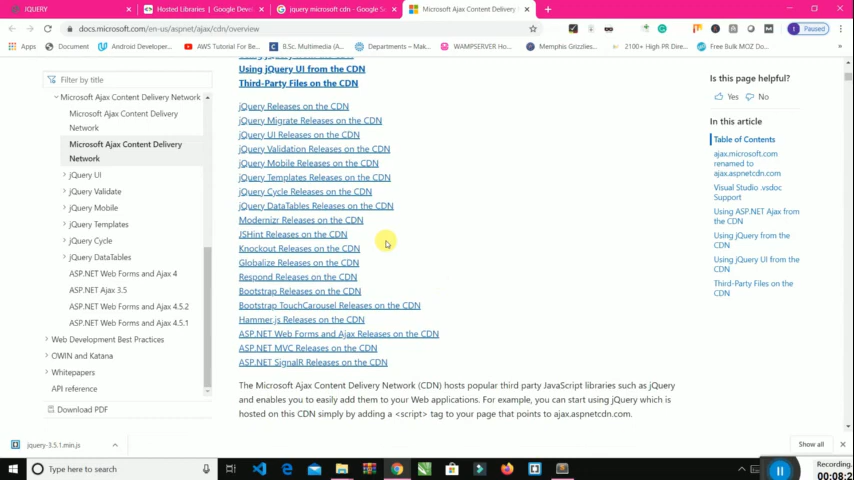 JQUERY
Hosted Libraries | Google Devel
jquery microsoft cdn - Google Se
Microsoft Ajax Content Delivery
docs.microsoft.com/en-us/aspnet/ajax/cdn/overview
Paused
Apps
Spoken
Document
Android Developer...
AWS Tutorial For Be...
B.Sc. Multimedia (A...
Departments – Mak...
WAMPSERVER Ho...
Memphis Grizzlies...
2100+ High PR Dire...
Free Bulk MOZ Do...
Filter by title
Microsoft Ajax Content Delivery Network
Microsoft Ajax Content Delivery
Network
Microsoft Ajax Content Delivery
Network
jQuery UI
jQuery Validate
jQuery Mobile
jQuery Templates
jQuery Cycle
jQuery DataTables
ASP.NET Web Forms and Ajax 4
ASP.NET Ajax 3.5
ASP.NET Web Forms and Ajax 4.5.2
ASP.NET Web Forms and Ajax 4.5.1
Web Development Best Practices
OWIN and Katana
Whitepapers
API reference
Download PDF
Using jQuery UI from the CDN
Third-Party Files on the CDN
jQuery Releases on the CDN
jQuery Migrate Releases on the CDN
jQuery UI Releases on the CDN
jQuery Validation Releases on the CDN
jQuery Mobile Releases on the CDN
jQuery Templates Releases on the CDN
jQuery Cycle Releases on the CDN
jQuery DataTables Releases on the CDN
Modernizr Releases on the CDN
JSHint Releases on the CDN
Knockout Releases on the CDN
Globalize Releases on the CDN
Respond Releases on the CDN
Bootstrap Releases on the CDN
Bootstrap TouchCarousel Releases on the CDN
Hammer.js Releases on the CDN
ASP.NET Web Forms and Ajax Releases on the CDN
ASP.NET MVC Releases on the CDN
ASP.NET SignalR Releases on the CDN
The Microsoft Ajax Content Delivery Network (CDN) hosts popular third party JavaScript libraries such as jQuery
and enables you to easily add them to your Web applications. For example, you can start using jQuery which is
hosted on this CDN simply by adding a <script> tag to your page that points to ajax.aspnetcdn.com.
Is this page helpful?
Yes
No
In this article
Table of Contents
ajax.microsoft.com
renamed to
ajax.aspnetcdn.com
Visual Studio .vsdoc
Support
Using ASP.NET Ajax from
the CDN
Using jQuery from the
CDN
Using jQuery UI from the
CDN
Third-Party Files on the
CDN
jquery-3.5.1.min.js
Show all
Type here to search
Recording...
00:08:2